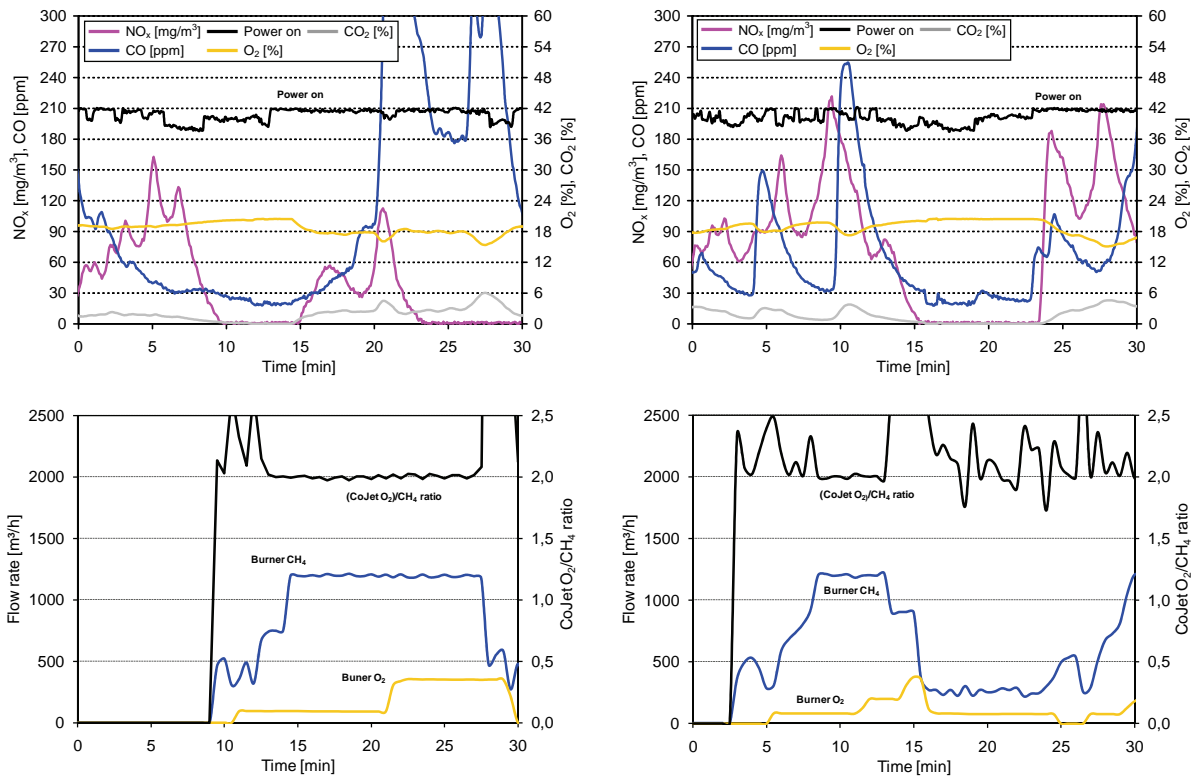 300
270
240
210
180
150
120
90
60
30
0
60
54
48
42
36
30
24
18
12
6
0
0 5 10 15 20 25 30
Time [min]
NOₓ [mg/m³], CO [ppm]
O₂ [%], CO₂ [%]
NOₓ [mg/m³] Power on CO₂ [%]
CO [ppm] O₂ [%]
Power on
300
270
240
210
180
150
120
90
60
30
0
60
54
48
42
36
30
24
18
12
6
0
0 5 10 15 20 25 30
Time [min]
NOₓ [mg/m³], CO [ppm]
O₂ [%], CO₂ [%]
NOₓ [mg/m³] Power on CO₂ [%]
CO [ppm] O₂ [%]
Power on
2500
2000
1500
1000
500
0
2,5
2,0
1,5
1,0
0,5
0,0
0 5 10 15 20 25 30
Time [min]
Flow rate [m³/h]
CoJet O₂/CH₄ ratio
(CoJet O₂)/CH₄ ratio
Burner CH₄
Buner O₂
2500
2000
1500
1000
500
0
2,5
2,0
1,5
1,0
0,5
0,0
0 5 10 15 20 25 30
Time [min]
Flow rate [m³/h]
CoJet O₂/CH₄ ratio
(CoJet O₂)/CH₄ ratio
Burner CH₄
Burner O₂